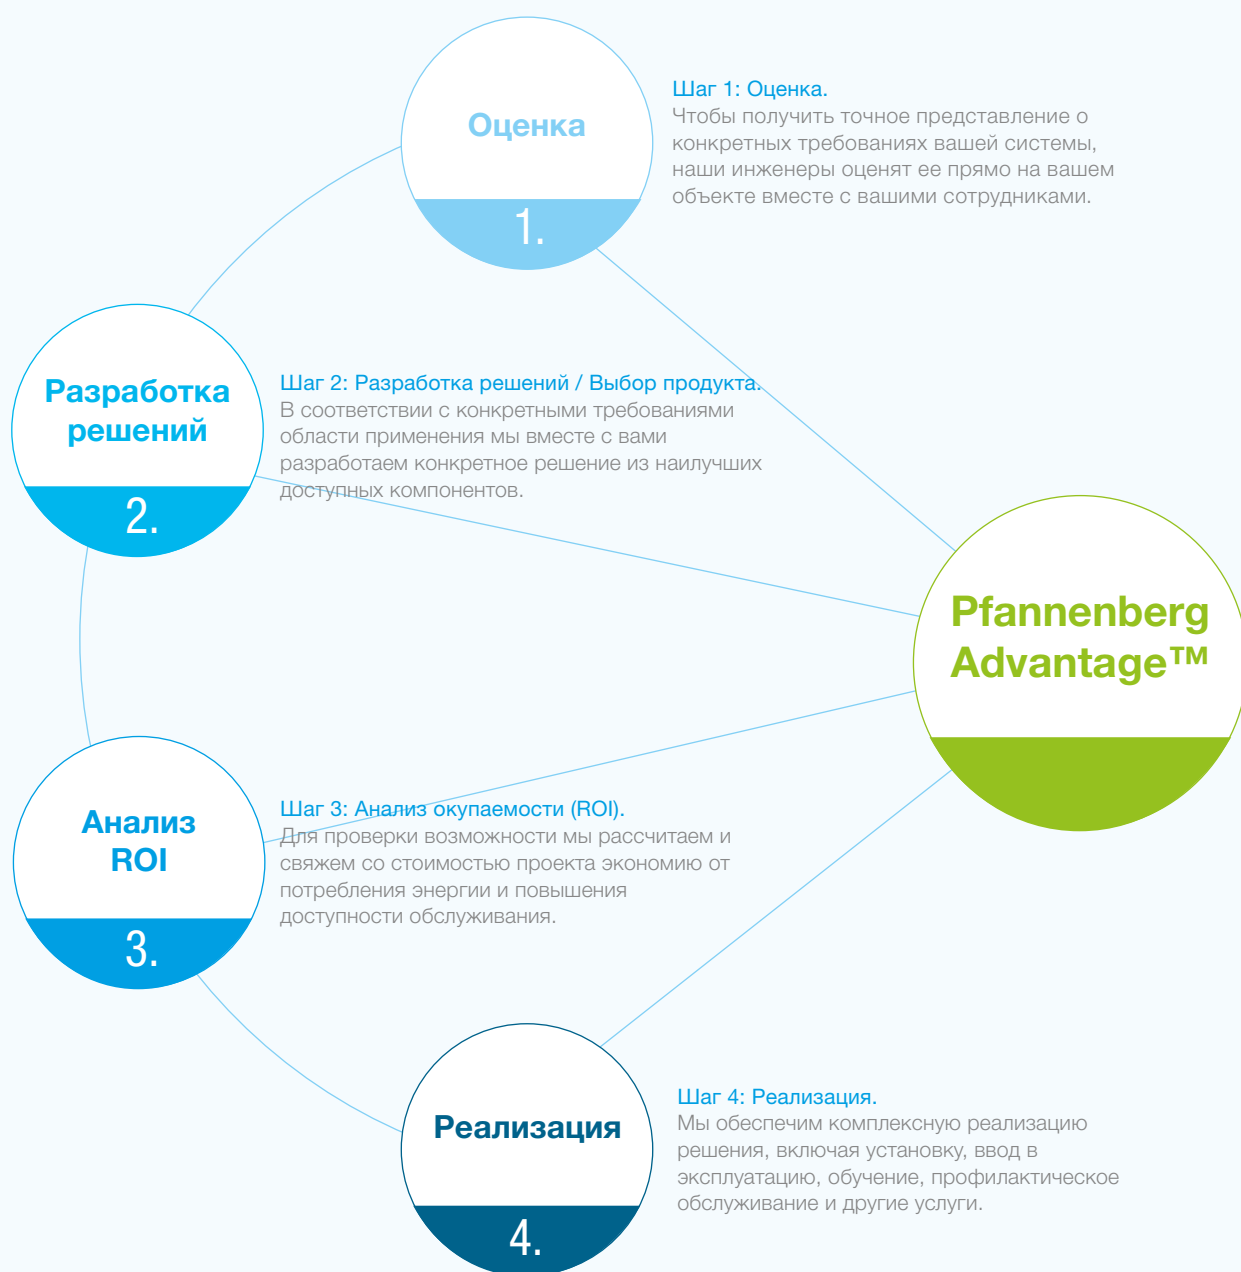 Оценка
1.
Шаг 1: Оценка.
Чтобы получить точное представление о
конкретных требованиях вашей системы,
наши инженеры оценят ее прямо на вашем
объекте вместе с вашими сотрудниками.
Разработка
решений
2.
Шаг 2: Разработка решений / Выбор продукта.
В соответствии с конкретными требованиями
области применения мы вместе с вами
разработаем конкретное решение из наилучших
доступных компонентов.
Pfannenberg
Advantage™
Анализ
ROI
3.
Шаг 3: Анализ окупаемости (ROI).
Для проверки возможности мы рассчитаем и
свяжем со стоимостью проекта экономию от
потребления энергии и повышения
доступности обслуживания.
Реализация
4.
Шаг 4: Реализация.
Мы обеспечим комплексную реализацию
решения, включая установку, ввод в
эксплуатацию, обучение, профилактическое
обслуживание и другие услуги.